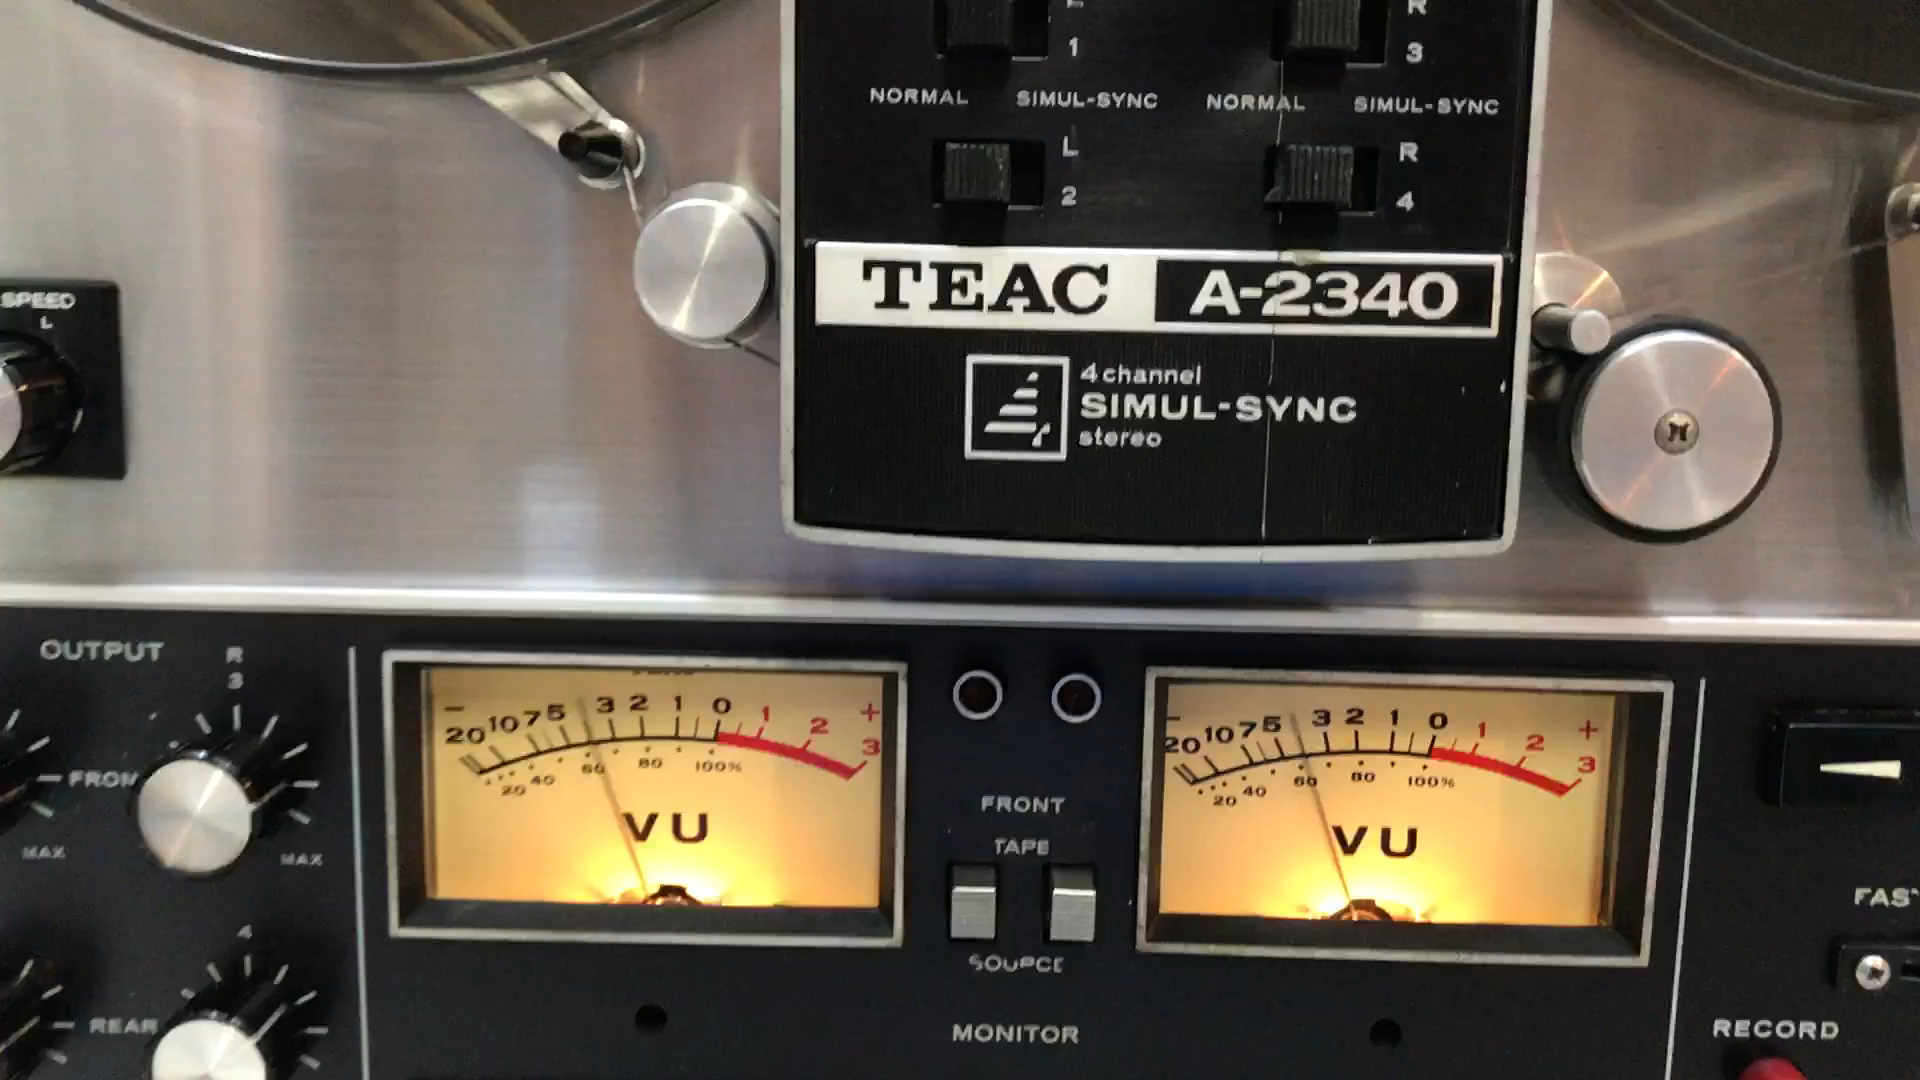 1
3
NORMAL SIMUL-SYNC NORMAL SIMUL-SYNC
L
2
R
4
SPEED
L
TEAC A-2340
4 channel
SIMUL-SYNC
stereo
OUTPUT
R
3
FRONT
MAX
MAX
4
REAR
- 20 10 7 5 3 2 1 0 1 2 3 +
20 40 60 80 100%
VU
FRONT
TAPE
SOURCE
MONITOR
- 20 10 7 5 3 2 1 0 1 2 3 +
20 40 60 80 100%
VU
RECORD